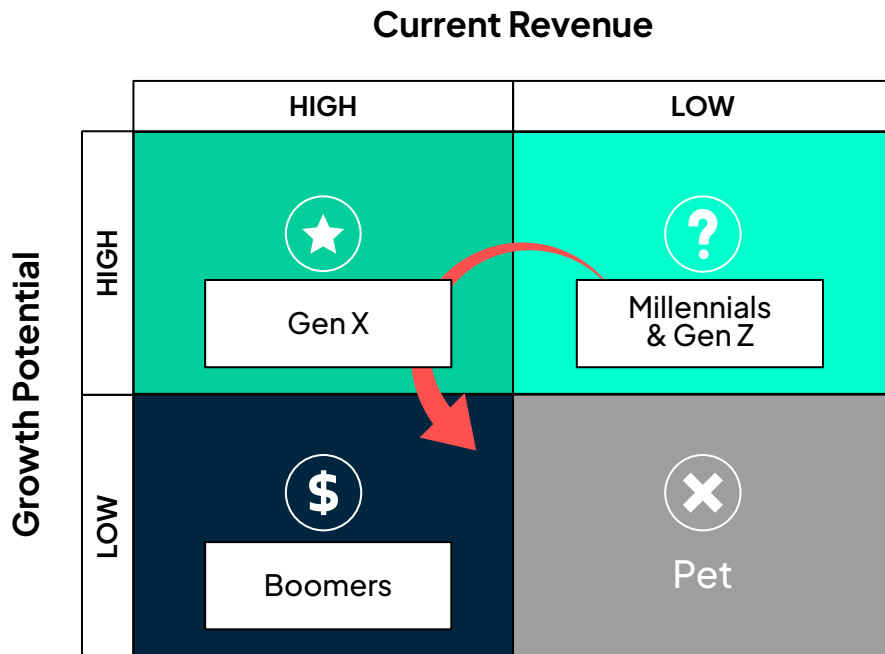 Current Revenue
HIGH
LOW
Growth Potential
HIGH
LOW
?
Gen X
Millennials
& Gen Z
$
Boomers
Pet